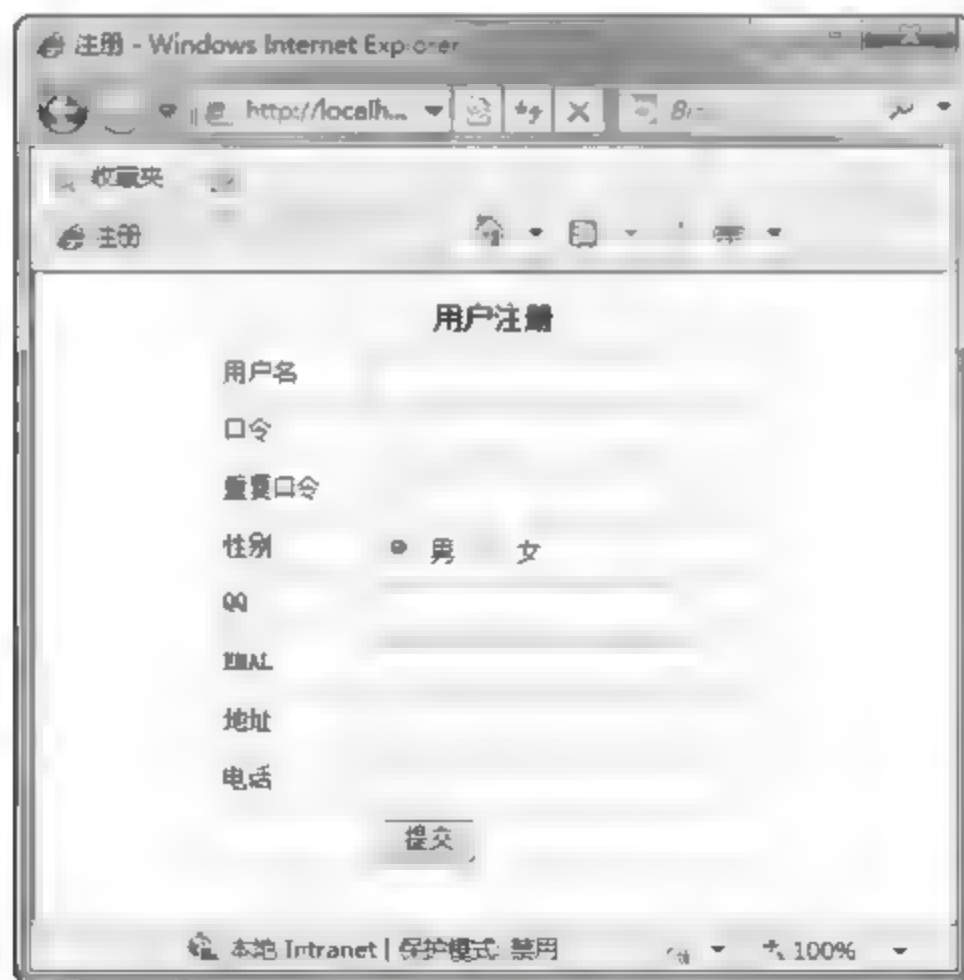 注册 - Windows Internet Explorer
http://localh...
收藏夹
注册
用户注册
用户名
口令
重要口令
性别 男 女
QQ
EMAL
地址
电话
提交
本地 Intranet | 保护模式: 禁用 100%